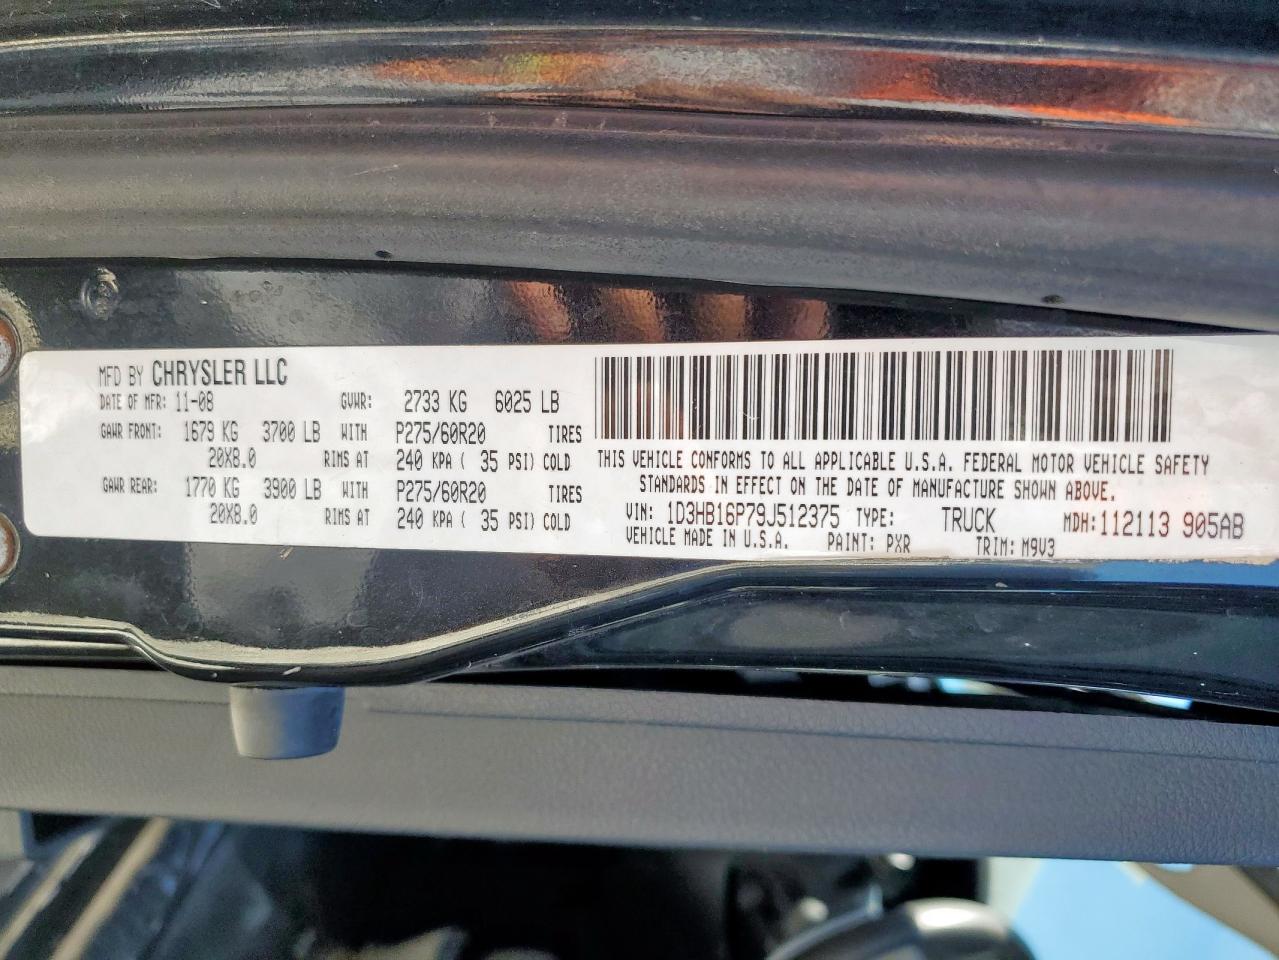 MFD BY CHRYSLER LLC
DATE OF MFR: 11-08 GVWR: 2733 KG 6025 LB
GAWR FRONT: 1679 KG 3700 LB WITH P275/60R20 TIRES
20X8.0 RIMS AT 240 KPA ( 35 PSI) COLD
GAWR REAR: 1770 KG 3900 LB WITH P275/60R20 TIRES
20X8.0 RIMS AT 240 KPA ( 35 PSI) COLD
THIS VEHICLE CONFORMS TO ALL APPLICABLE U.S.A. FEDERAL MOTOR VEHICLE SAFETY
STANDARDS IN EFFECT ON THE DATE OF MANUFACTURE SHOWN ABOVE.
VIN: 1D3HB16P79J512375 TYPE: TRUCK MDH: 112113 905AB
VEHICLE MADE IN U.S.A. PAINT: PXR TRIM: M9V3